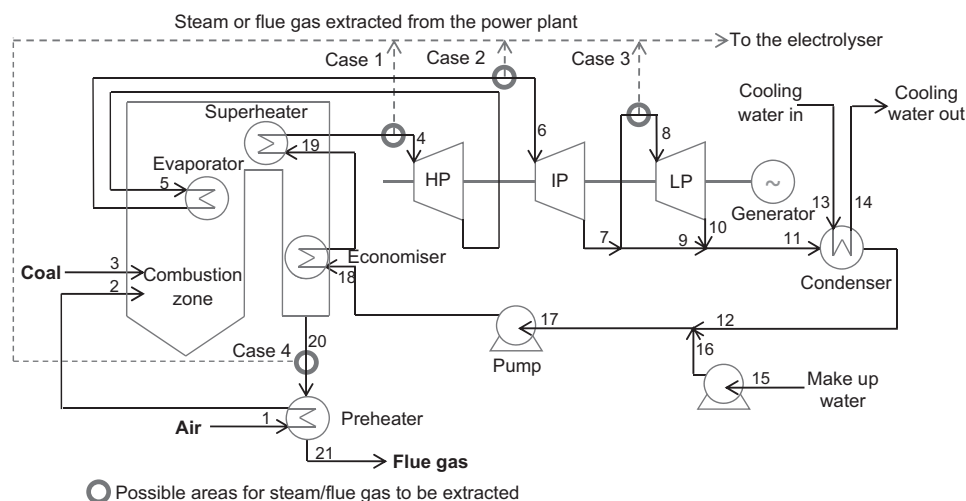 Steam or flue gas extracted from the power plant
To the electrolyser
Case 1
Case 2
Case 3
Cooling
water in
Cooling
water out
Superheater
19
4
6
8
Evaporator
5
HP
IP
LP
~
Generator
13
14
7
9
10
11
Condenser
Coal
3
2
Combustion
zone
Economiser
18
17
12
Pump
16
15
Make up
water
Case 4
20
Air
1
Preheater
21
Flue gas
Possible areas for steam/flue gas to be extracted